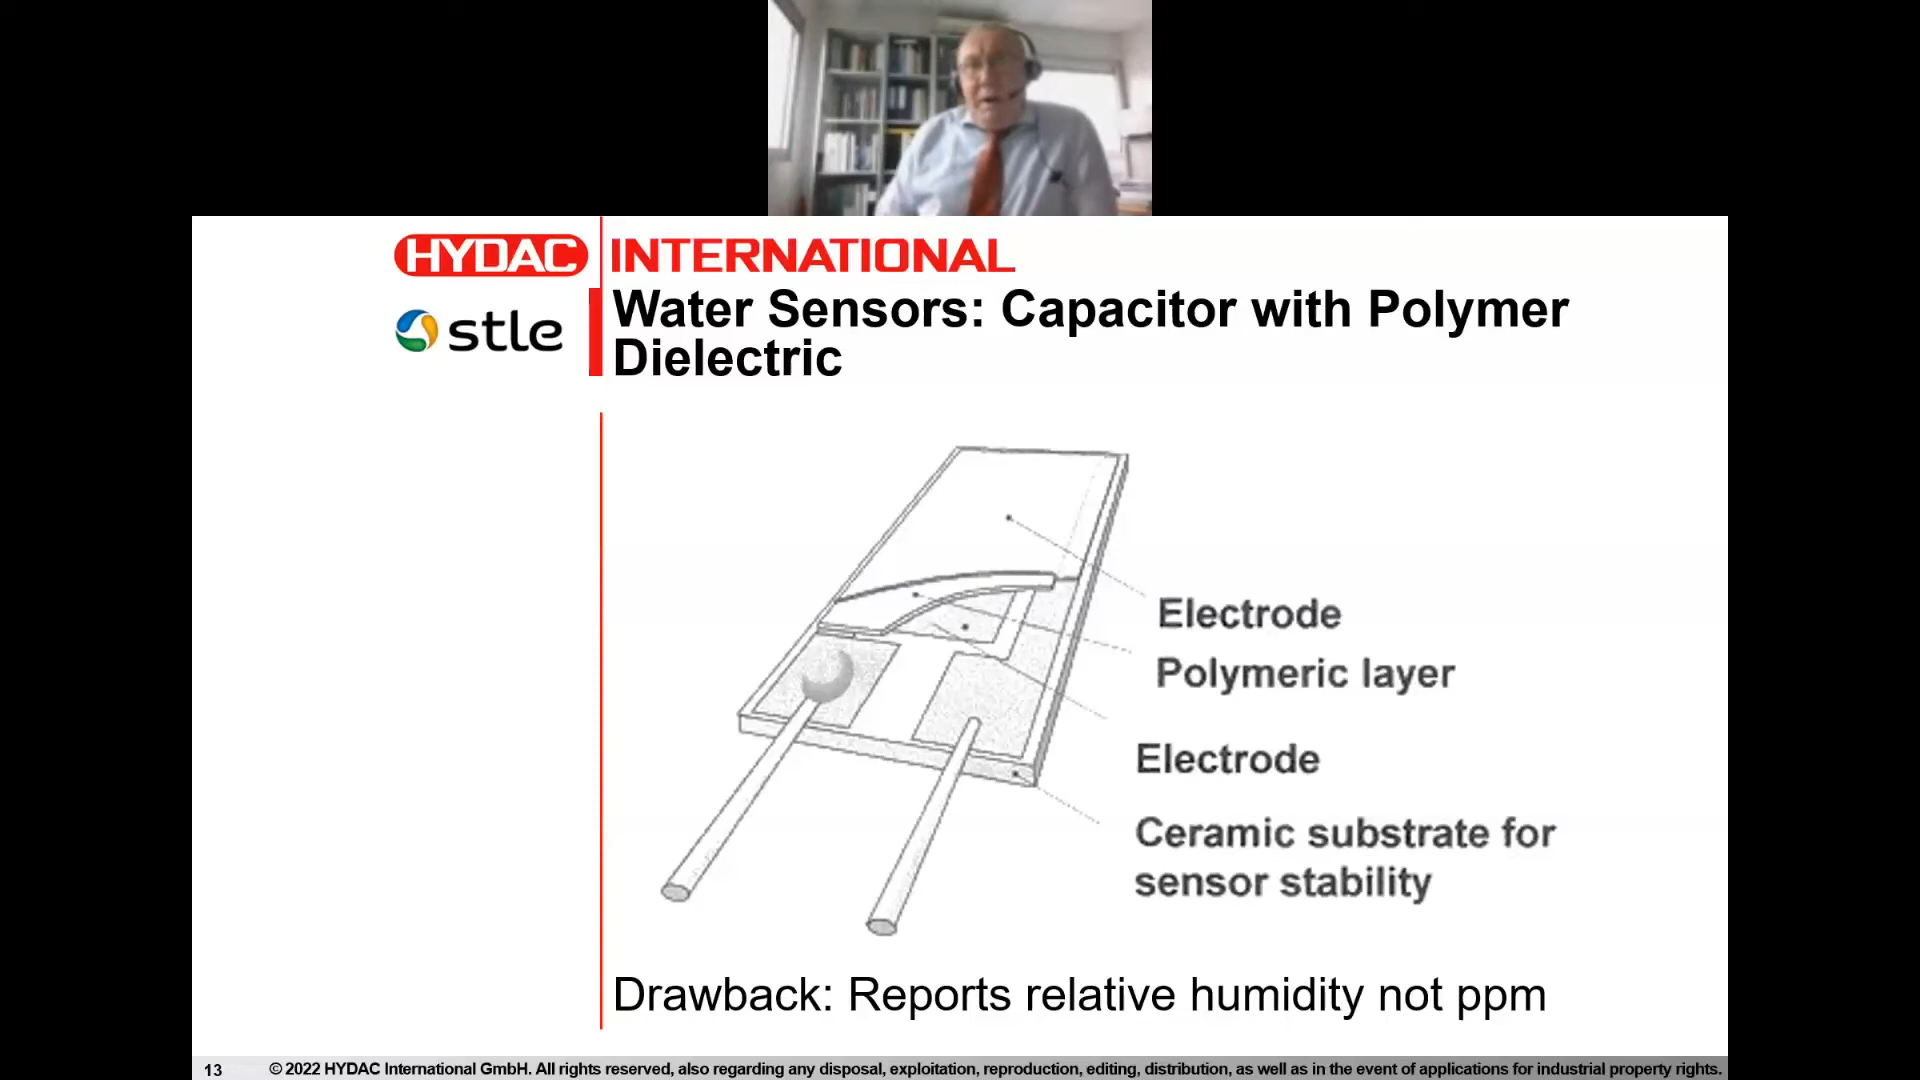 HYDAC INTERNATIONAL
stle
Water Sensors: Capacitor with Polymer
Dielectric
Electrode
Polymeric layer
Electrode
Ceramic substrate for
sensor stability
Drawback: Reports relative humidity not ppm
13 © 2022 HYDAC International GmbH. All rights reserved, also regarding any disposal, exploitation, reproduction, editing, distribution, as well as in the event of applications for industrial property rights.